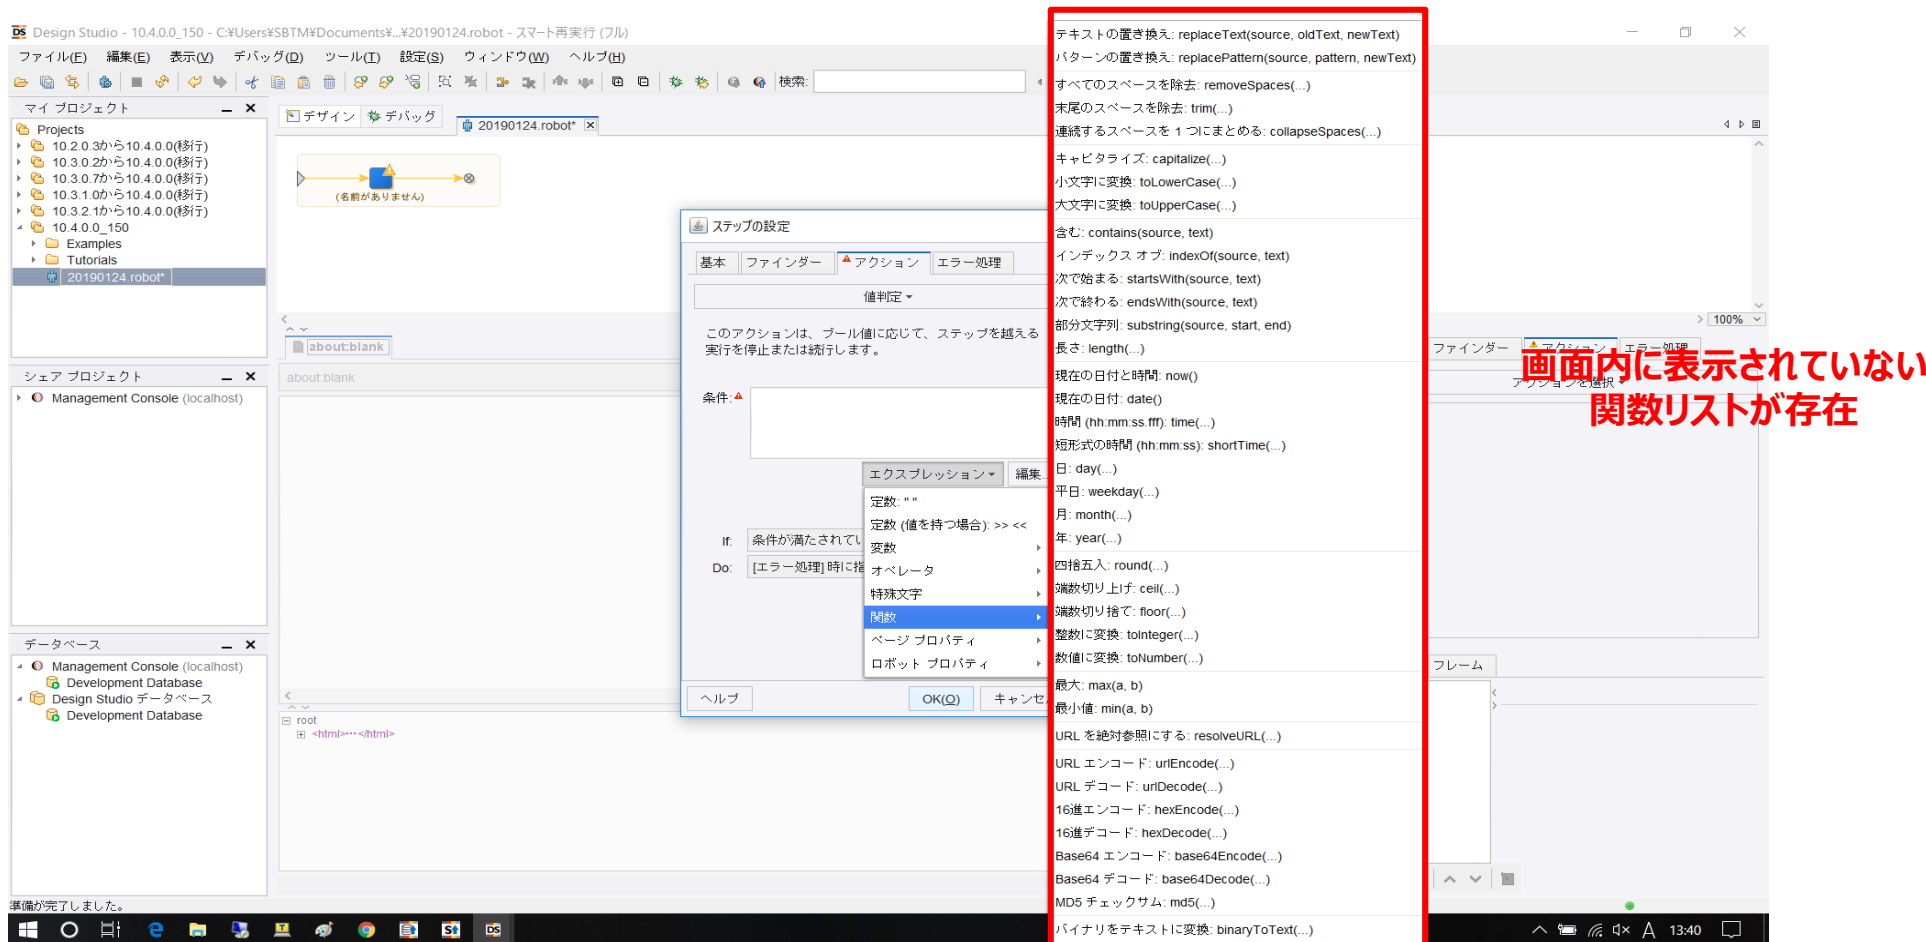 Design Studio - 10.4.0.0_150 - C:¥Users¥SBTM¥Documents¥...¥20190124.robot - スマート再実行 (フル)
ファイル(F) 編集(E) 表示(V) デバッグ(D) ツール(T) 設定(S) ウィンドウ(W) ヘルプ(H)
検索:
マイ プロジェクト
Projects
10.2.0.3から10.4.0.0(移行)
10.3.0.2から10.4.0.0(移行)
10.3.0.7から10.4.0.0(移行)
10.3.1.0から10.4.0.0(移行)
10.3.2.1から10.4.0.0(移行)
10.4.0.0_150
Examples
Tutorials
20190124.robot*
シェア プロジェクト
Management Console (localhost)
データベース
Management Console (localhost)
Development Database
Design Studio データベース
Development Database
準備が完了しました。
デザイン デバッグ
20190124.robot*
(名前がありません)
100%
about:blank
about:blank
root
<html>···</html>
ステップの設定
基本 ファインダー アクション エラー処理
値判定
このアクションは、ブール値に応じて、ステップを越える
実行を停止または続行します。
条件:
エクスプレッション 編集...
If: 条件が満たされてい
Do: [エラー処理] 時に指
定数: " "
定数 (値を持つ場合): >> <<
変数
オペレータ
特殊文字
関数
ページ プロパティ
ロボット プロパティ
ヘルプ OK(O) キャンセ
テキストの置き換え: replaceText(source, oldText, newText)
パターンの置き換え: replacePattern(source, pattern, newText)
すべてのスペースを除去: removeSpaces(...)
末尾のスペースを除去: trim(...)
連続するスペースを 1 つにまとめる: collapseSpaces(...)
キャピタライズ: capitalize(...)
小文字に変換: toLowerCase(...)
大文字に変換: toUpperCase(...)
含む: contains(source, text)
インデックス オブ: indexOf(source, text)
次で始まる: startsWith(source, text)
次で終わる: endsWith(source, text)
部分文字列: substring(source, start, end)
長さ: length(...)
現在の日付と時間: now()
現在の日付: date()
時間 (hh:mm:ss.fff): time(...)
短形式の時間 (hh:mm:ss): shortTime(...)
日: day(...)
平日: weekday(...)
月: month(...)
年: year(...)
四捨五入: round(...)
端数切り上げ: ceil(...)
端数切り捨て: floor(...)
整数に変換: toInteger(...)
数値に変換: toNumber(...)
最大: max(a, b)
最小値: min(a, b)
URL を絶対参照にする: resolveURL(...)
URL エンコード: urlEncode(...)
URL デコード: urlDecode(...)
16進エンコード: hexEncode(...)
16進デコード: hexDecode(...)
Base64 エンコード: base64Encode(...)
Base64 デコード: base64Decode(...)
MD5 チェックサム: md5(...)
バイナリをテキストに変換: binaryToText(...)
ファインダー アクション エラー処理
アクションを選択
画面内に表示されていない
関数リストが存在
フレーム
A 13:40